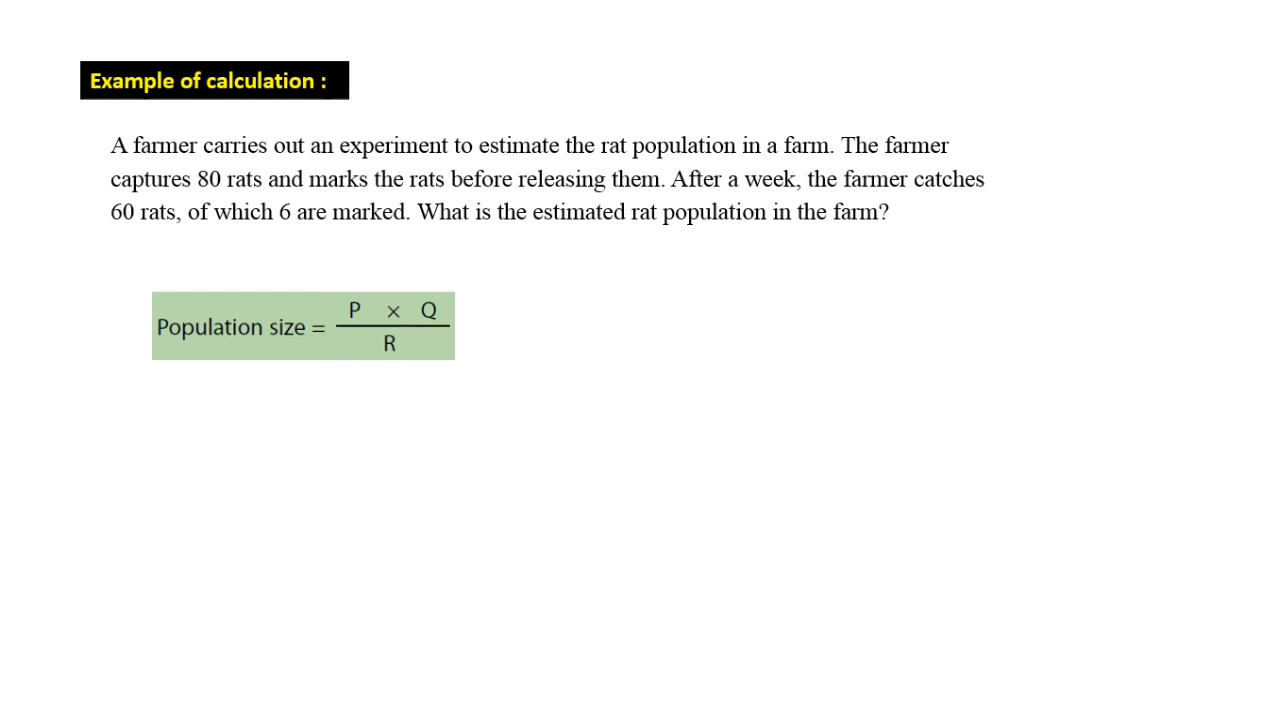 Example of calculation :
A farmer carries out an experiment to estimate the rat population in a farm. The farmer
captures 80 rats and marks the rats before releasing them. After a week, the farmer catches
60 rats, of which 6 are marked. What is the estimated rat population in the farm?
P × Q
Population size =
R